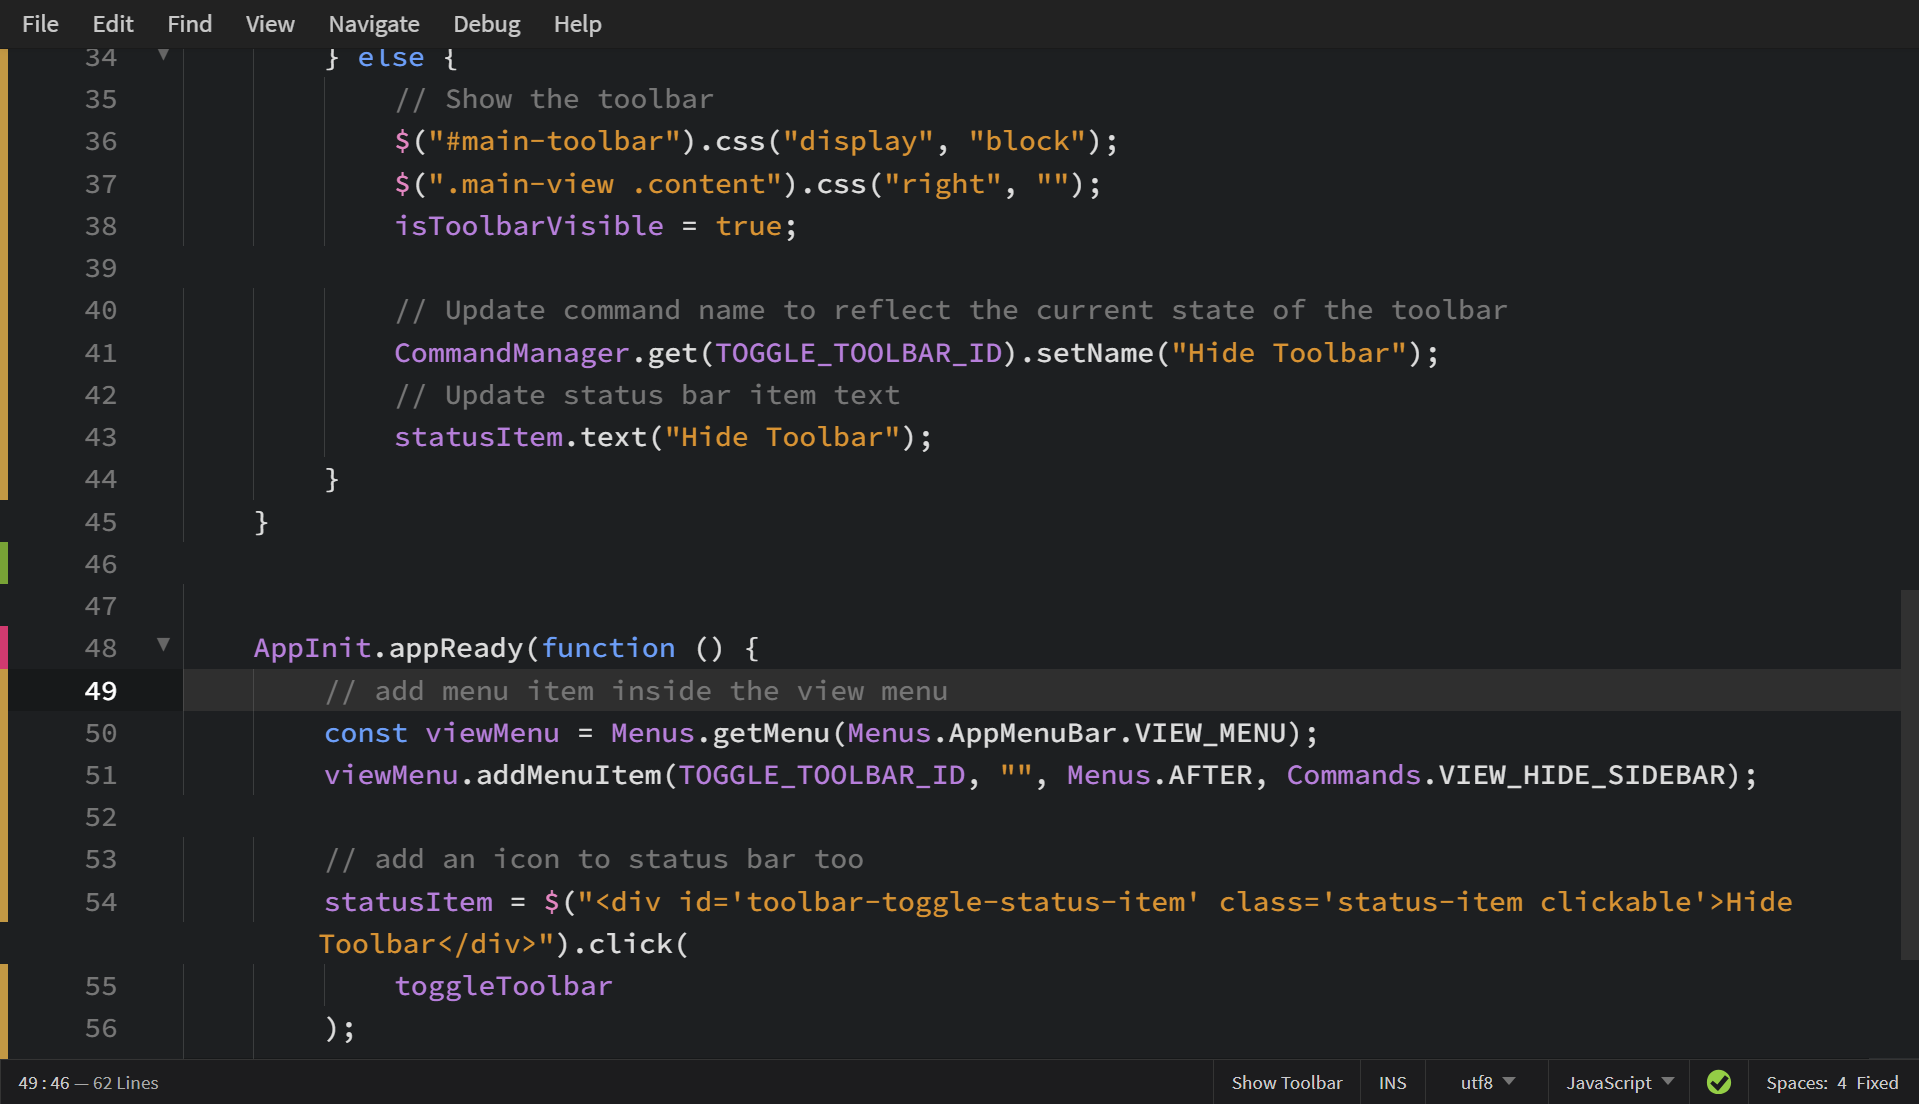 File Edit Find View Navigate Debug Help
34 } else {
35 // Show the toolbar
36 $("#main-toolbar").css("display", "block");
37 $(".main-view .content").css("right", "");
38 isToolbarVisible = true;
39
40 // Update command name to reflect the current state of the toolbar
41 CommandManager.get(TOGGLE_TOOLBAR_ID).setName("Hide Toolbar");
42 // Update status bar item text
43 statusItem.text("Hide Toolbar");
44 }
45 }
46
47
48 AppInit.appReady(function () {
49 // add menu item inside the view menu
50 const viewMenu = Menus.getMenu(Menus.AppMenuBar.VIEW_MENU);
51 viewMenu.addMenuItem(TOGGLE_TOOLBAR_ID, "", Menus.AFTER, Commands.VIEW_HIDE_SIDEBAR);
52
53 // add an icon to status bar too
54 statusItem = $("<div id='toolbar-toggle-status-item' class='status-item clickable'>Hide
Toolbar</div>").click(
55 toggleToolbar
56 );
49 : 46 — 62 Lines Show Toolbar INS utf8 JavaScript Spaces: 4 Fixed